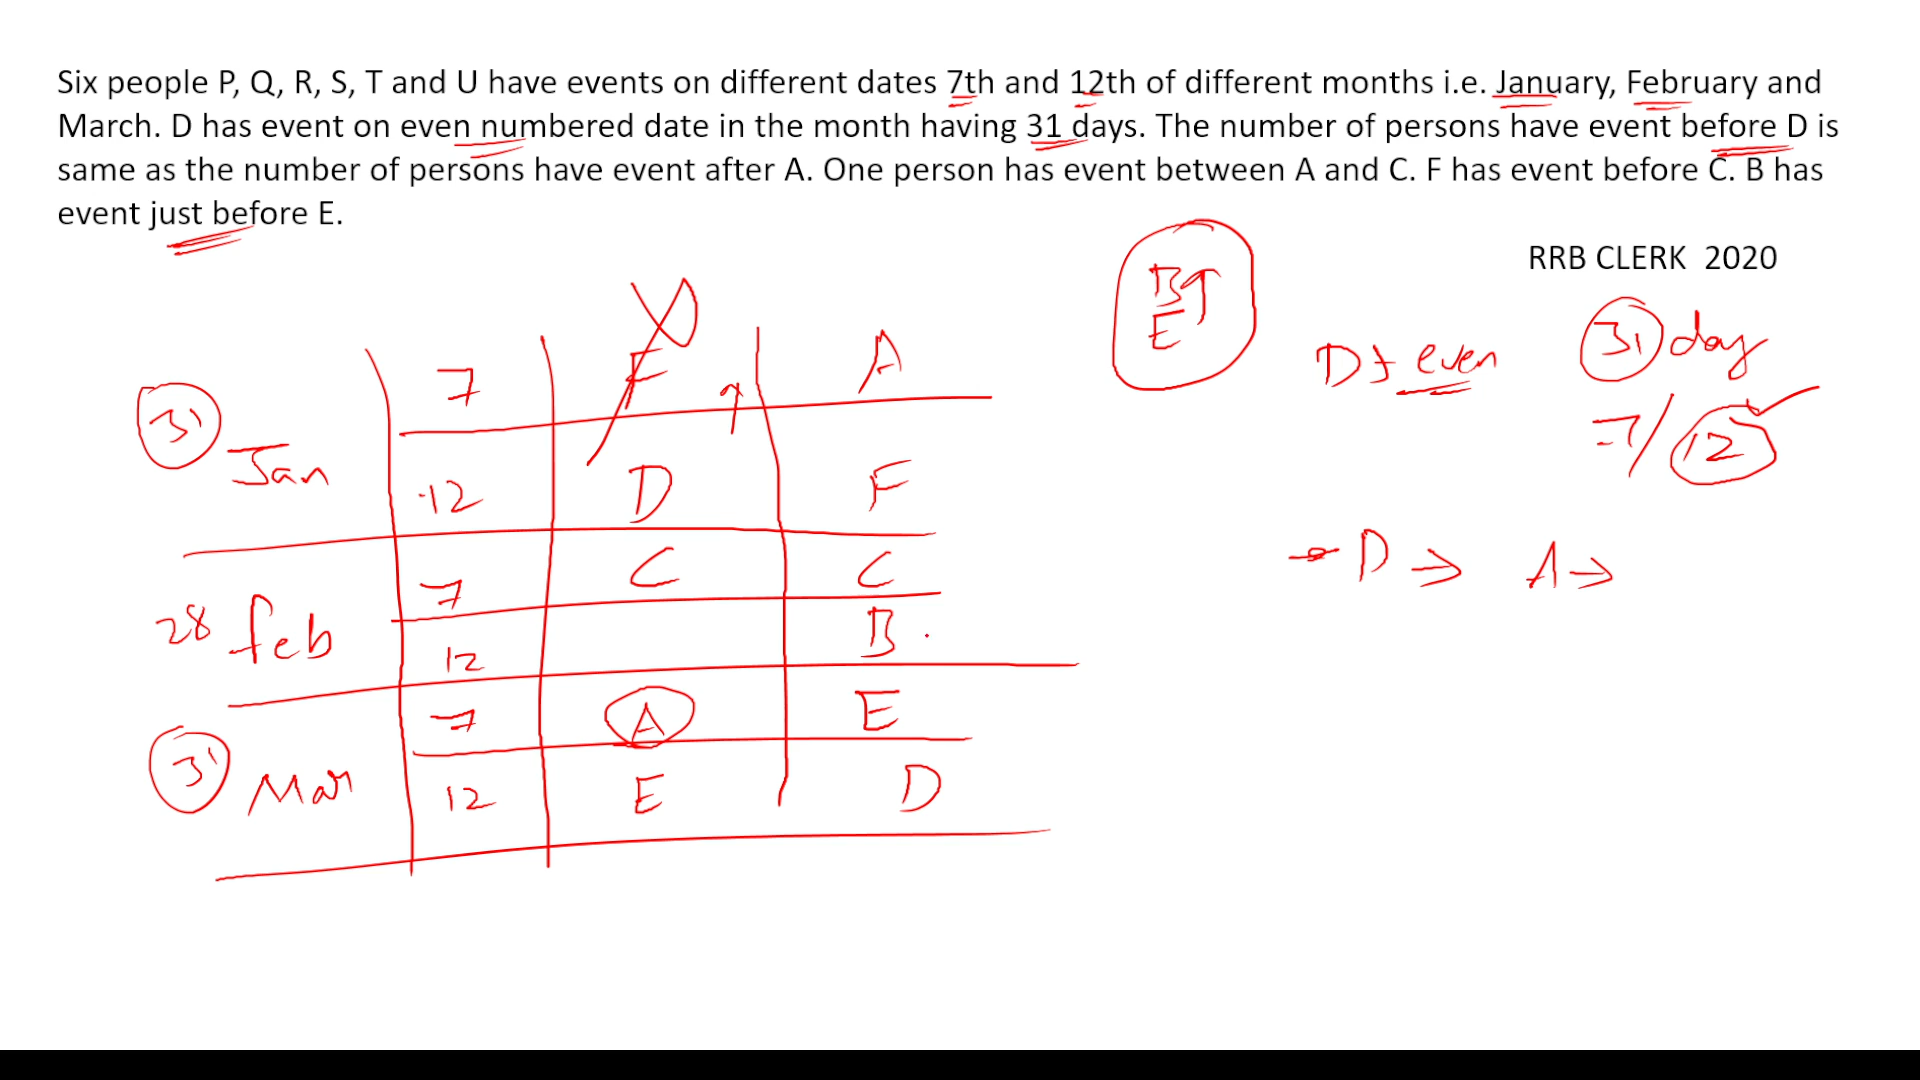 Six people P, Q, R, S, T and U have events on different dates 7th and 12th of different months i.e. January, February and
March. D has event on even numbered date in the month having 31 days. The number of persons have event before D is
same as the number of persons have event after A. One person has event between A and C. F has event before C. B has
event just before E.
RRB CLERK 2020
B
E
D → even
31 day
7/12
D → A →
31
Jan
7 F A
12 D F
28 feb
7 C C
12 B
31 Mar
7 A E
12 E D